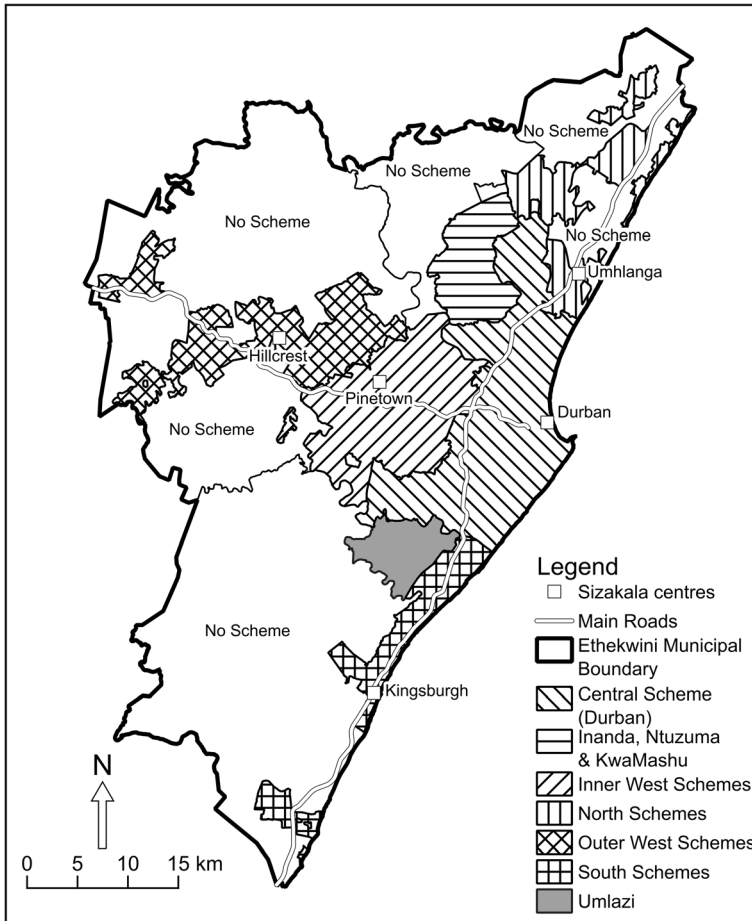 No Scheme
No Scheme
No Scheme
No Scheme
Umhlanga
Hillcrest
Pinetown
Durban
No Scheme
No Scheme
Kingsburgh
N
0 5 10 15 km
Legend
Sizakala centres
Main Roads
Ethekwini Municipal
Boundary
Central Scheme
(Durban)
Inanda, Ntuzuma
& KwaMashu
Inner West Schemes
North Schemes
Outer West Schemes
South Schemes
Umlazi